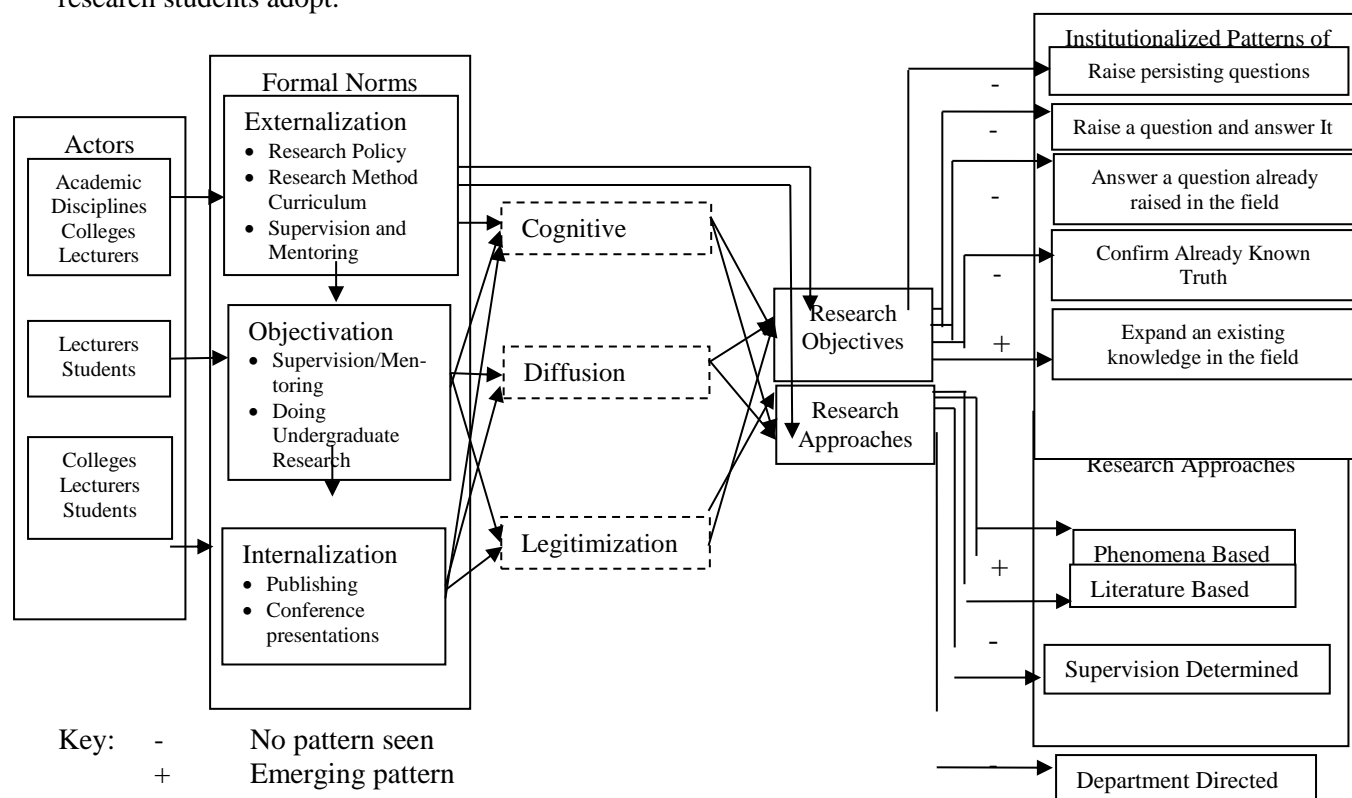 research students adopt.
Actors
Academic
Disciplines
Colleges
Lecturers
Lecturers
Students
Colleges
Lecturers
Students
Formal Norms
Externalization
• Research Policy
• Research Method
Curriculum
• Supervision and
Mentoring
Objectivation
• Supervision/Men-
toring
• Doing
Undergraduate
Research
Internalization
• Publishing
• Conference
presentations
Cognitive
Diffusion
Legitimization
Research
Objectives
Research
Approaches
Institutionalized Patterns of
Raise persisting questions
-
Raise a question and answer It
-
Answer a question already
raised in the field
-
Confirm Already Known
Truth
-
Expand an existing
knowledge in the field
+
Research Approaches
Phenomena Based
+
Literature Based
-
Supervision Determined
-
Department Directed
Key: - No pattern seen
+ Emerging pattern